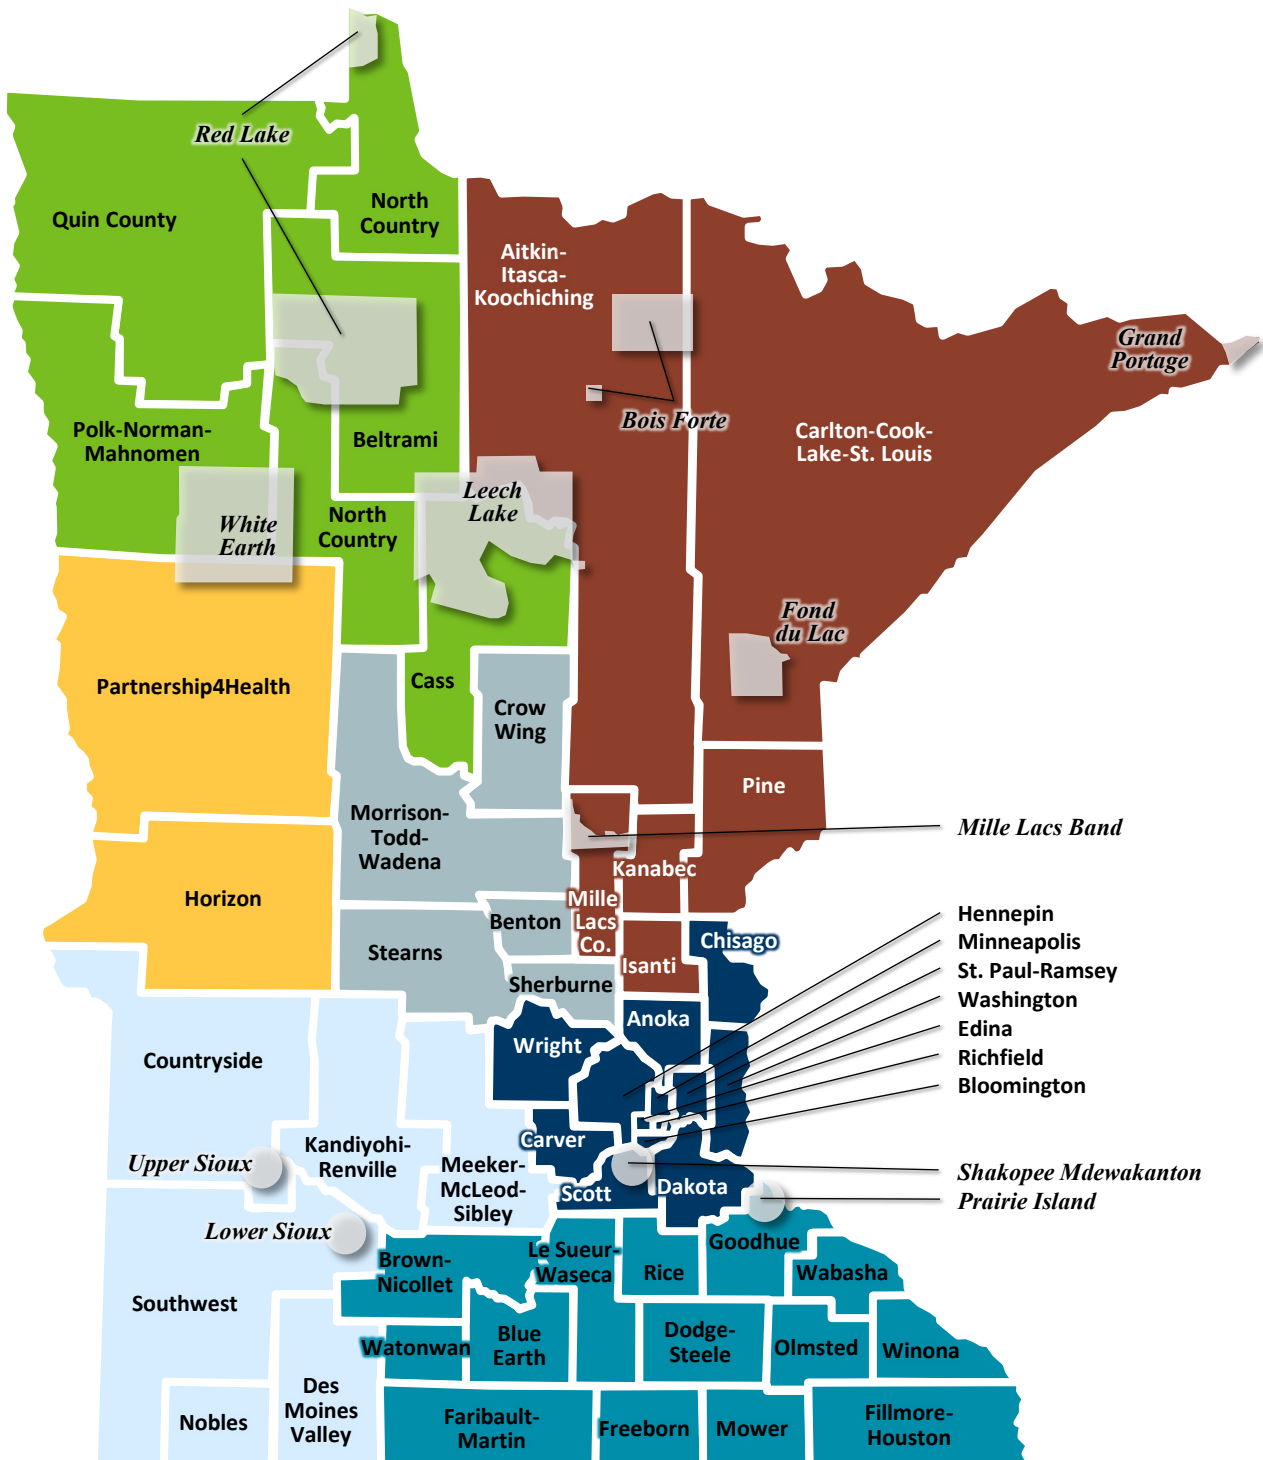 Red Lake
Quin County
North
Country
Aitkin-
Itasca-
Koochiching
Grand
Portage
Bois Forte
Polk-Norman-
Mahnomen
Beltrami
Carlton-Cook-
Lake-St. Louis
White
Earth
North
Country
Leech
Lake
Fond
du Lac
Partnership4Health
Cass
Crow
Wing
Pine
Morrison-
Todd-
Wadena
Mille Lacs Band
Kanabec
Horizon
Mille
Lacs
Co.
Benton
Stearns
Isanti
Chisago
Sherburne
Hennepin
Minneapolis
St. Paul-Ramsey
Washington
Edina
Richfield
Bloomington
Anoka
Wright
Countryside
Carver
Kandiyohi-
Renville
Upper Sioux
Meeker-
McLeod-
Sibley
Scott
Dakota
Shakopee Mdewakanton
Prairie Island
Lower Sioux
Brown-
Nicollet
Le Sueur-
Waseca
Rice
Goodhue
Wabasha
Southwest
Watonwan
Blue
Earth
Dodge-
Steele
Olmsted
Winona
Nobles
Des
Moines
Valley
Faribault-
Martin
Freeborn
Mower
Fillmore-
Houston